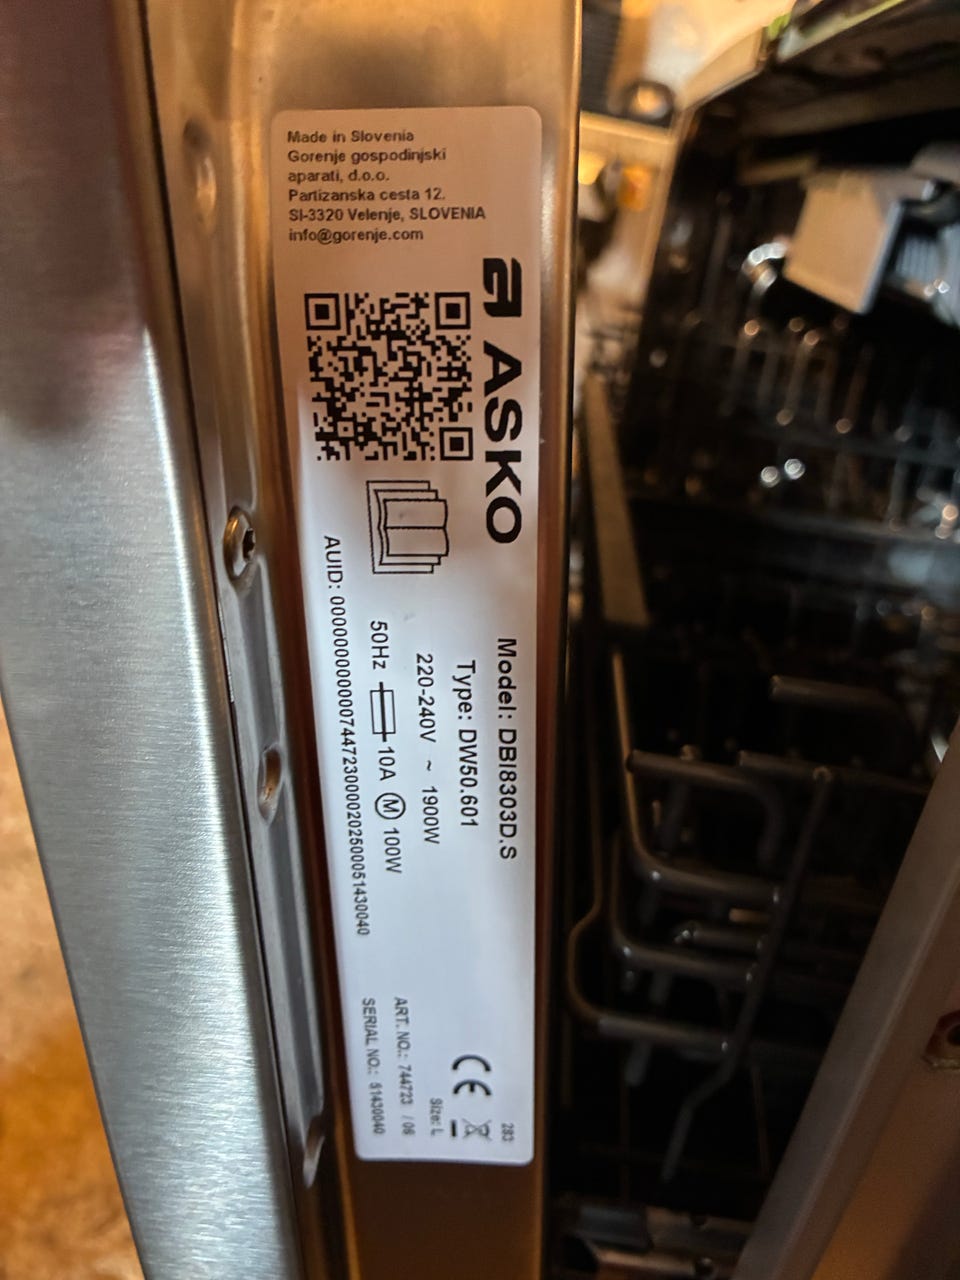 Made in Slovenia
Gorenje gospodinjski
aparati, d.o.o.
Partizanska cesta 12.
SI-3320 Velenje, SLOVENIA
info@gorenje.com
ASKO
Model: DBI8303D.S
Type: DW50.601
220-240V ~ 1900W
50Hz 10A M 100W
AUID: 000000000007447230000202500051430040
283
Size: L
CE
ART. NO.: 744723 / 06
SERIAL NO.: 51430040